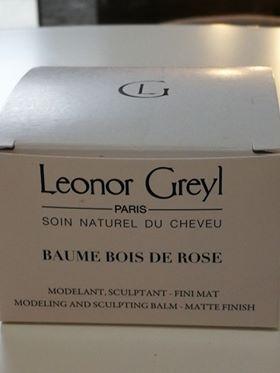 LG
Leonor Greyl
PARIS
SOIN NATUREL DU CHEVEU
BAUME BOIS DE ROSE
MODELANT, SCULPTANT - FINI MAT
MODELING AND SCULPTING BALM - MATTE FINISH